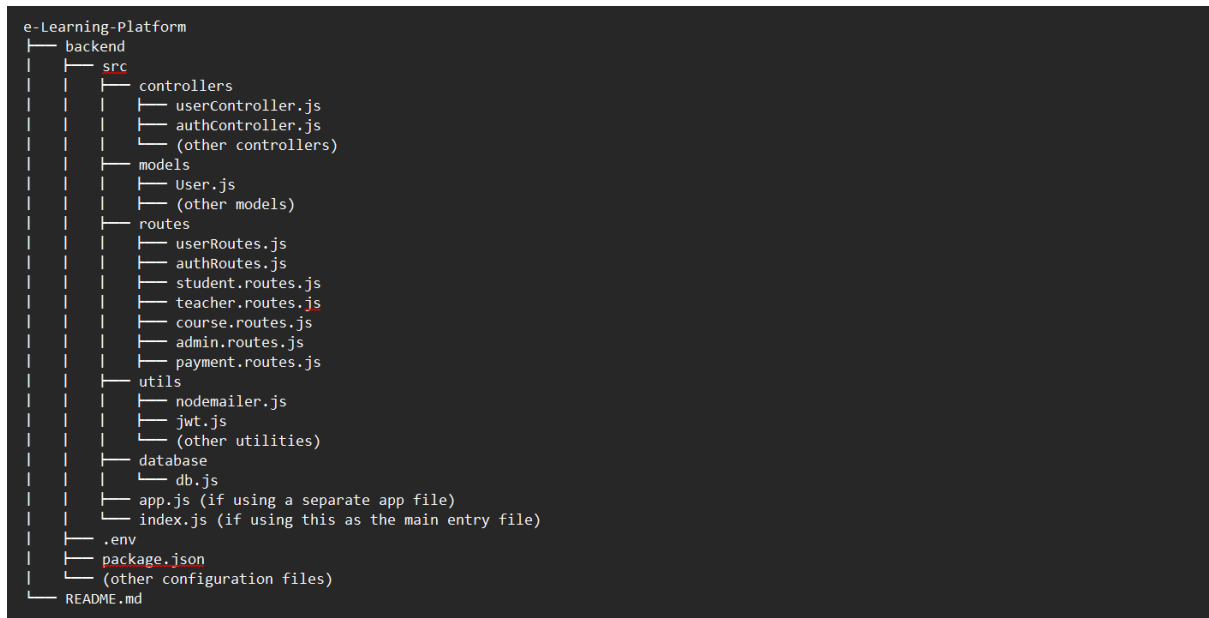 e-Learning-Platform
├── backend
│   ├── src
│   │   ├── controllers
│   │   │   ├── userController.js
│   │   │   ├── authController.js
│   │   │   └── (other controllers)
│   │   ├── models
│   │   │   ├── User.js
│   │   │   ├── (other models)
│   │   ├── routes
│   │   │   ├── userRoutes.js
│   │   │   ├── authRoutes.js
│   │   │   ├── student.routes.js
│   │   │   ├── teacher.routes.js
│   │   │   ├── course.routes.js
│   │   │   ├── admin.routes.js
│   │   │   ├── payment.routes.js
│   │   ├── utils
│   │   │   ├── nodemailer.js
│   │   │   ├── jwt.js
│   │   │   └── (other utilities)
│   │   ├── database
│   │   │   └── db.js
│   │   ├── app.js (if using a separate app file)
│   │   └── index.js (if using this as the main entry file)
│   ├── .env
│   ├── package.json
│   └── (other configuration files)
└── README.md